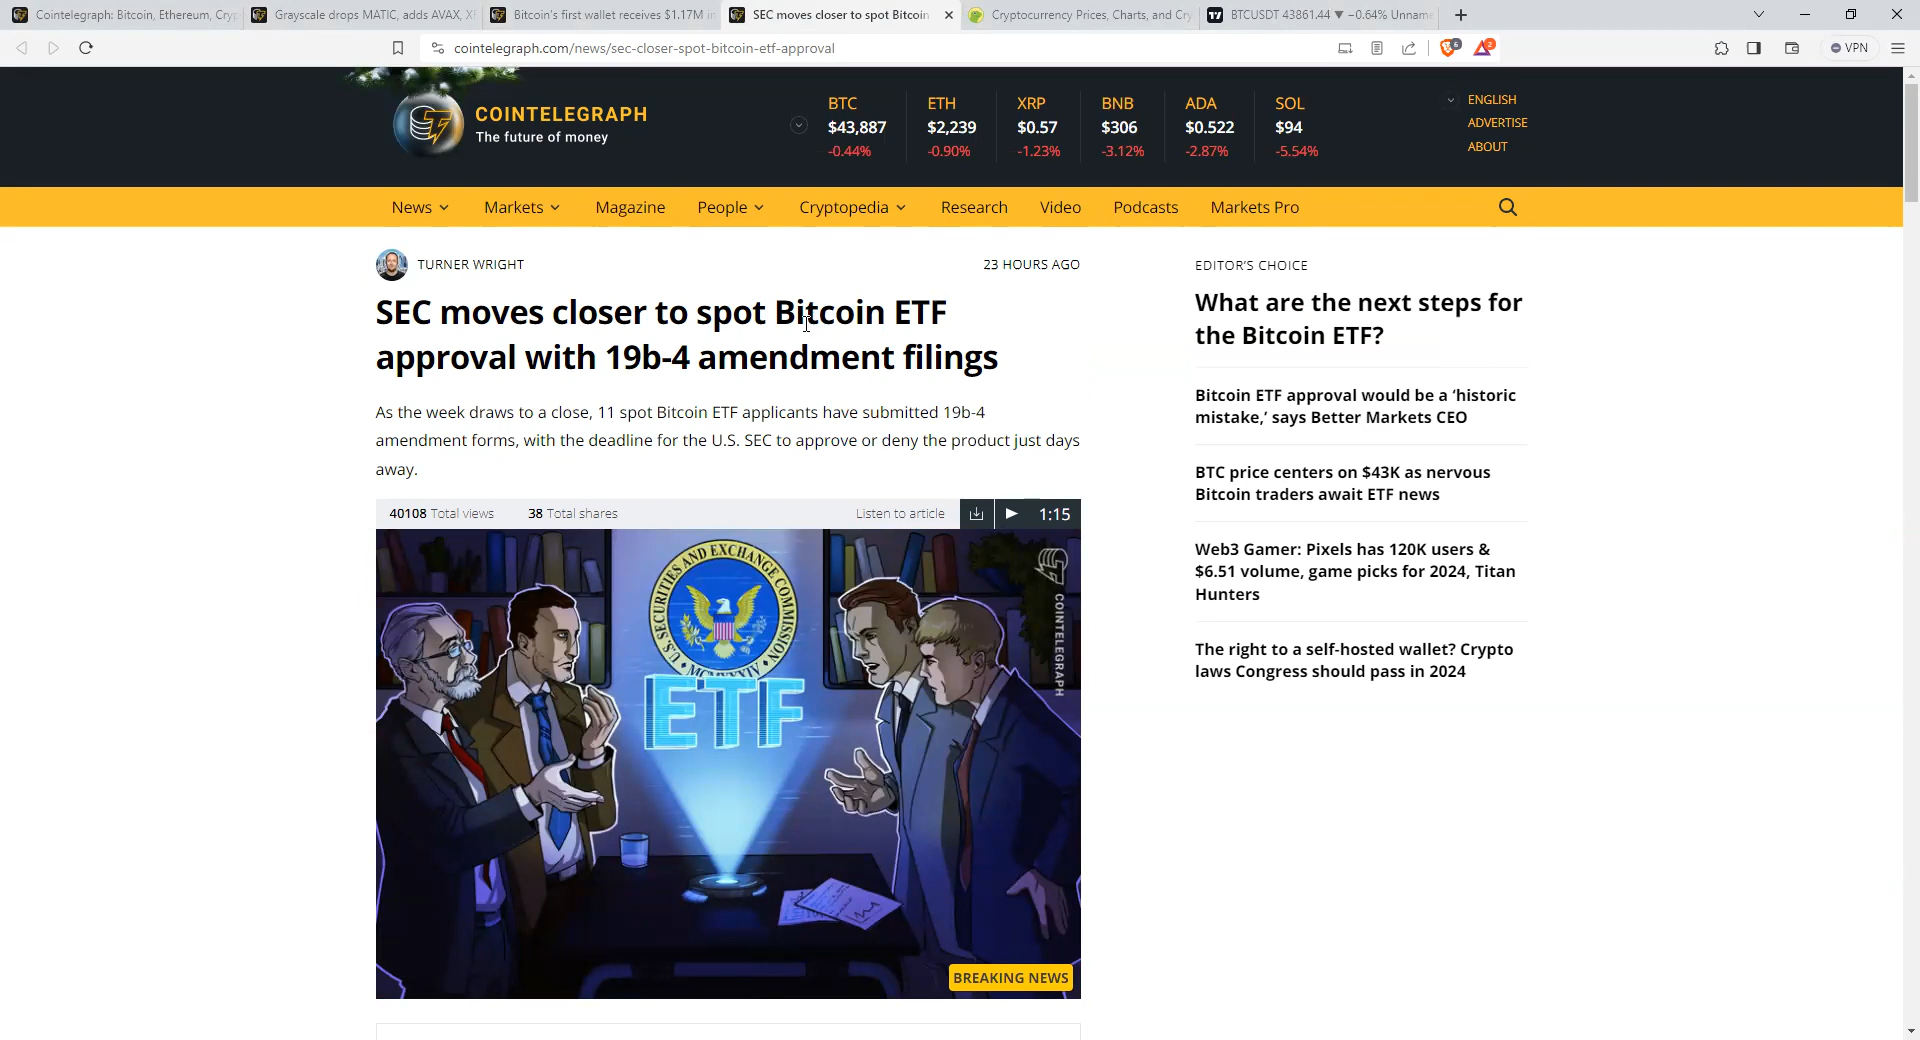 Cointelegraph: Bitcoin, Ethereum, Cryp
Grayscale drops MATIC, adds AVAX, X
Bitcoin's first wallet receives $1.17M in
SEC moves closer to spot Bitcoin
Cryptocurrency Prices, Charts, and Cry
BTCUSDT 43861.44 ▼ −0.64% Unnam
cointelegraph.com/news/sec-closer-spot-bitcoin-etf-approval
6
2
VPN
COINTELEGRAPH
The future of money
BTC
$43,887
-0.44%
ETH
$2,239
-0.90%
XRP
$0.57
-1.23%
BNB
$306
-3.12%
ADA
$0.522
-2.87%
SOL
$94
-5.54%
ENGLISH
ADVERTISE
ABOUT
News
Markets
Magazine
People
Cryptopedia
Research
Video
Podcasts
Markets Pro
TURNER WRIGHT
23 HOURS AGO
SEC moves closer to spot Bitcoin ETF
approval with 19b-4 amendment filings
As the week draws to a close, 11 spot Bitcoin ETF applicants have submitted 19b-4
amendment forms, with the deadline for the U.S. SEC to approve or deny the product just days
away.
40108 Total views
38 Total shares
Listen to article
1:15
U.S. SECURITIES AND EXCHANGE COMMISSION
MCMXXXIV
ETF
COINTELEGRAPH
BREAKING NEWS
EDITOR'S CHOICE
What are the next steps for
the Bitcoin ETF?
Bitcoin ETF approval would be a ‘historic
mistake,’ says Better Markets CEO
BTC price centers on $43K as nervous
Bitcoin traders await ETF news
Web3 Gamer: Pixels has 120K users &
$6.51 volume, game picks for 2024, Titan
Hunters
The right to a self-hosted wallet? Crypto
laws Congress should pass in 2024